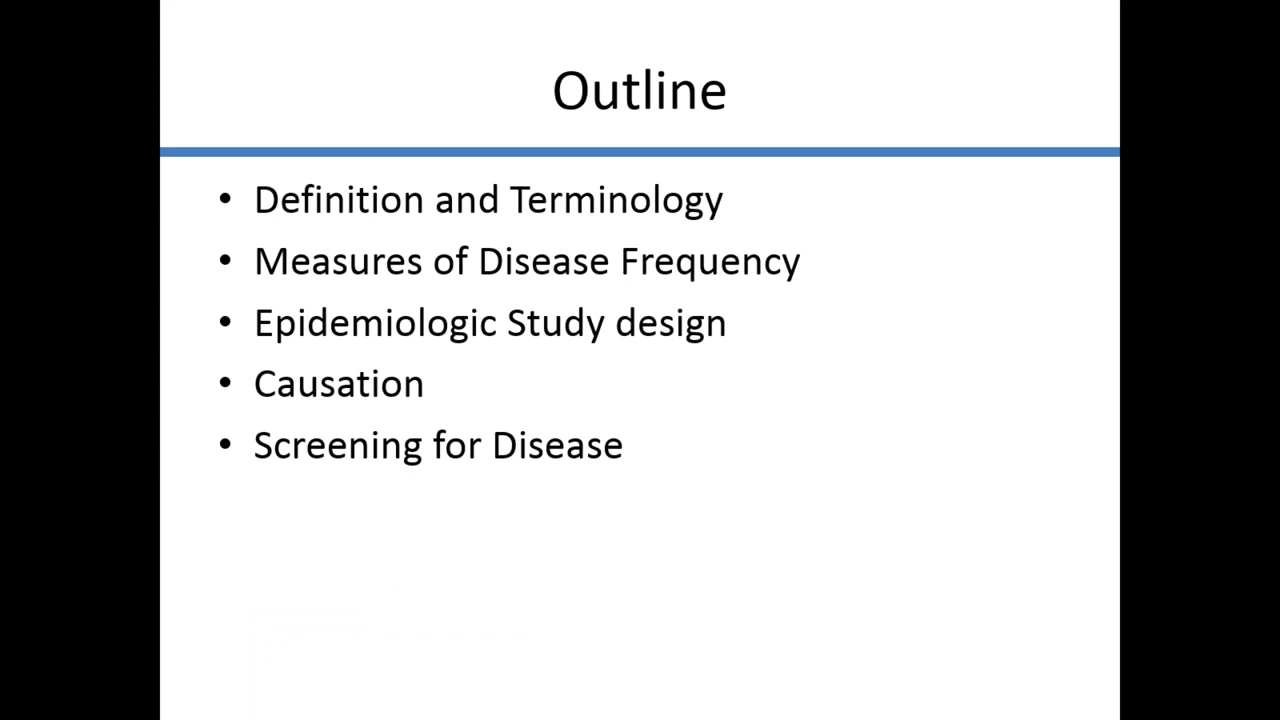 Outline
• Definition and Terminology
• Measures of Disease Frequency
• Epidemiologic Study design
• Causation
• Screening for Disease